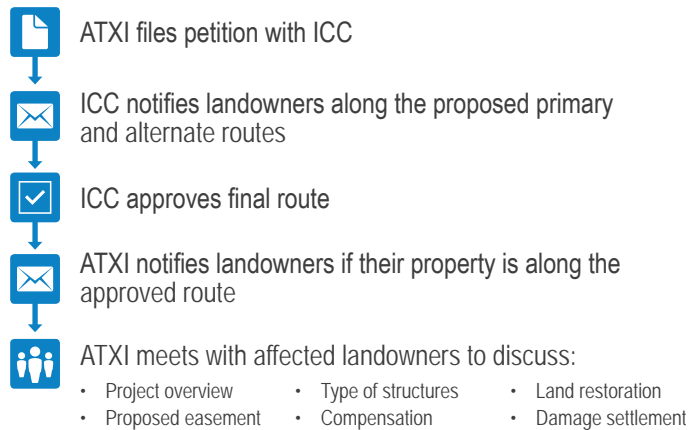 ATXI files petition with ICC
ICC notifies landowners along the proposed primary
and alternate routes
ICC approves final route
ATXI notifies landowners if their property is along the
approved route
ATXI meets with affected landowners to discuss:
• Project overview • Type of structures • Land restoration
• Proposed easement • Compensation • Damage settlement